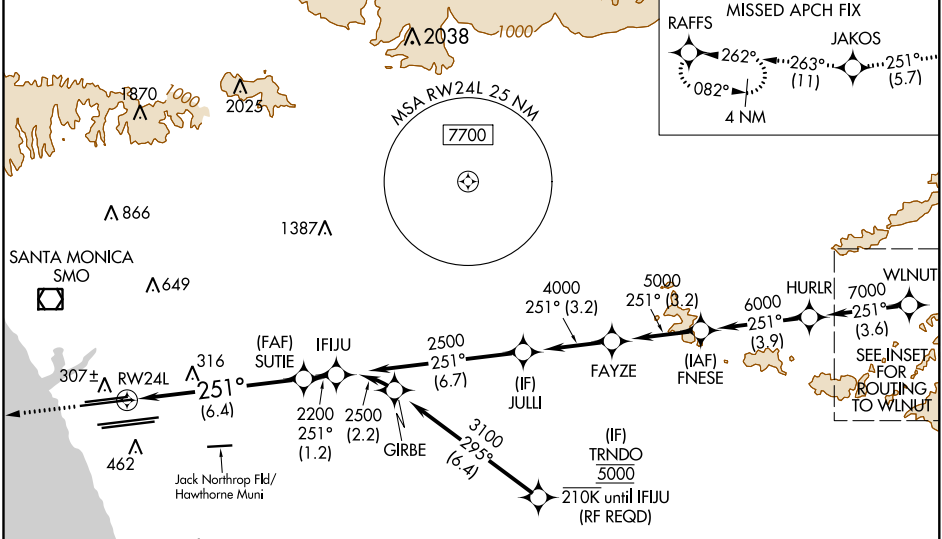 MISSED APCH FIX
RAFFS
JAKOS
262°
263°
(11)
251°
(5.7)
082°
4 NM
2038
1000
1870
1000
2025
MSA RW24L 25 NM
7700
866
1387
SANTA MONICA
SMO
649
HURLR
WLNUT
7000
251°
(3.6)
6000
251°
(3.9)
5000
251° (3.2)
4000
251° (3.2)
SEE INSET
FOR
ROUTING
TO WLNUT
(IAF)
FNESE
FAYZE
(IF)
JULLI
2500
251°
(6.7)
IFIJU
(FAF)
SUTIE
316
307±
RW24L
251°
(6.4)
2200
251°
(1.2)
2500
(2.2)
GIRBE
3100
295°
(6.4)
(IF)
TRNDO
5000
210K until IFIJU
(RF REQD)
462
Jack Northrop Fld/
Hawthorne Muni